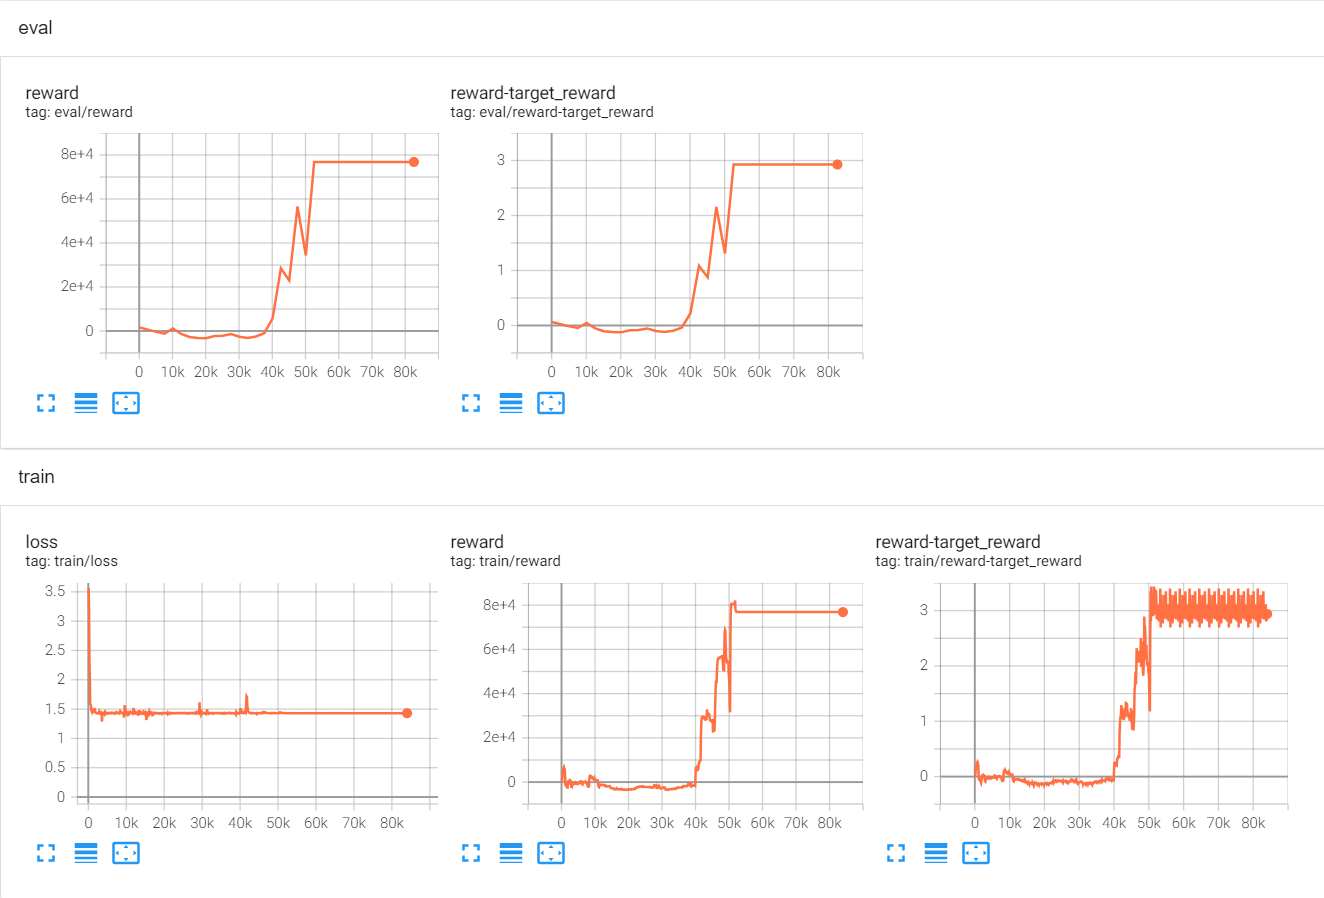 eval
reward
tag: eval/reward
8e+4
6e+4
4e+4
2e+4
0
0 10k 20k 30k 40k 50k 60k 70k 80k
reward-target_reward
tag: eval/reward-target_reward
3
2
1
0
0 10k 20k 30k 40k 50k 60k 70k 80k
train
loss
tag: train/loss
3.5
3
2.5
2
1.5
1
0.5
0
0 10k 20k 30k 40k 50k 60k 70k 80k
reward
tag: train/reward
8e+4
6e+4
4e+4
2e+4
0
0 10k 20k 30k 40k 50k 60k 70k 80k
reward-target_reward
tag: train/reward-target_reward
3
2
1
0
0 10k 20k 30k 40k 50k 60k 70k 80k